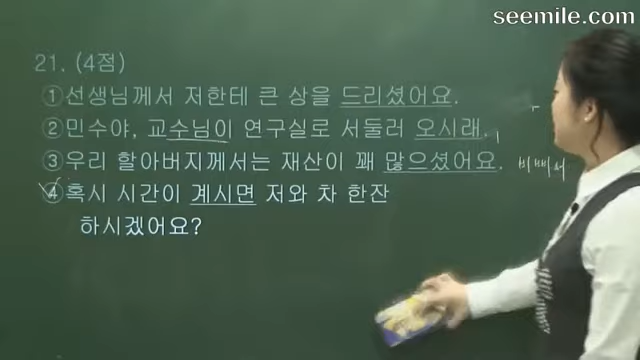 seemile.com
21. (4점)
①선생님께서 저한테 큰 상을 드리셨어요.
②민수야, 교수님이 연구실로 서둘러 오시래.
③우리 할아버지께서는 재산이 꽤 많으셨어요.
④혹시 시간이 계시면 저와 차 한잔
하시겠어요?